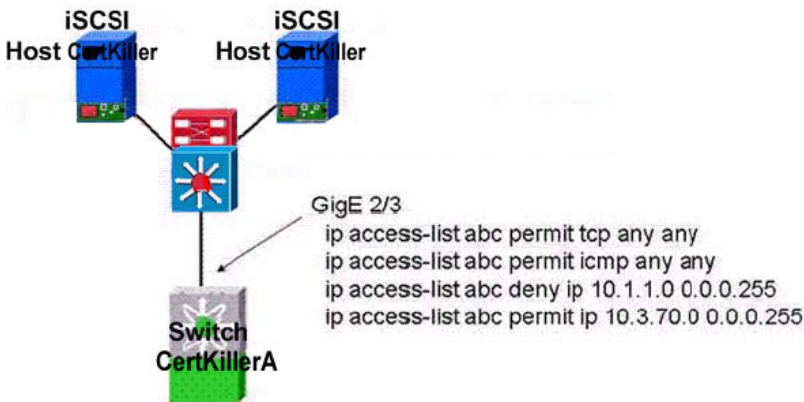 iSCSI
Host CertKiller
iSCSI
Host CertKiller
GigE 2/3
ip access-list abc permit tcp any any
ip access-list abc permit icmp any any
ip access-list abc deny ip 10.1.1.0 0.0.0.255
ip access-list abc permit ip 10.3.70.0 0.0.0.255
Switch
CertKillerA